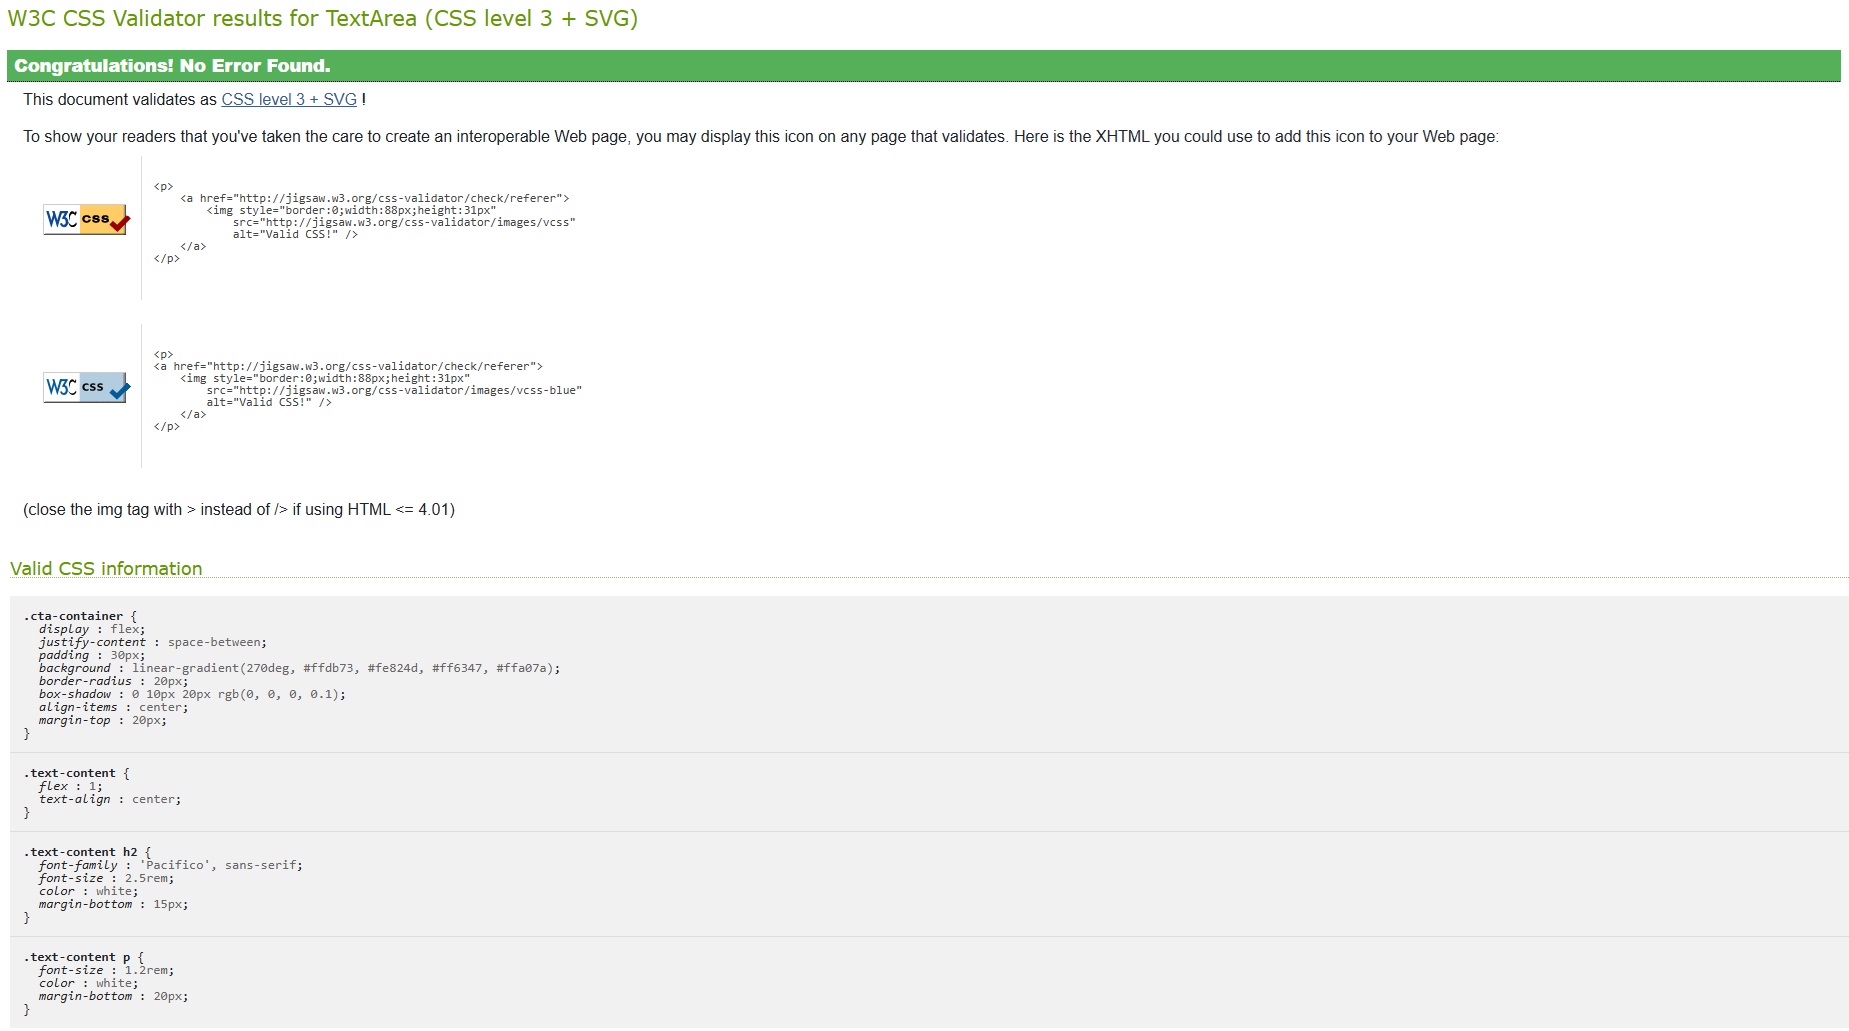 W3C CSS Validator results for TextArea (CSS level 3 + SVG)
Congratulations! No Error Found.
This document validates as CSS level 3 + SVG !
To show your readers that you've taken the care to create an interoperable Web page, you may display this icon on any page that validates. Here is the XHTML you could use to add this icon to your Web page:
W3C css
<p>
    <a href="http://jigsaw.w3.org/css-validator/check/referer">
        <img style="border:0;width:88px;height:31px"
            src="http://jigsaw.w3.org/css-validator/images/vcss"
            alt="Valid CSS!" />
    </a>
</p>
W3C css
<p>
<a href="http://jigsaw.w3.org/css-validator/check/referer">
    <img style="border:0;width:88px;height:31px"
        src="http://jigsaw.w3.org/css-validator/images/vcss-blue"
        alt="Valid CSS!" />
    </a>
</p>
(close the img tag with > instead of /> if using HTML <= 4.01)
Valid CSS information
.cta-container {
  display : flex;
  justify-content : space-between;
  padding : 30px;
  background : linear-gradient(270deg, #ffdb73, #fe824d, #ff6347, #ffa07a);
  border-radius : 20px;
  box-shadow : 0 10px 20px rgb(0, 0, 0, 0.1);
  align-items : center;
  margin-top : 20px;
}
.text-content {
  flex : 1;
  text-align : center;
}
.text-content h2 {
  font-family : 'Pacifico', sans-serif;
  font-size : 2.5rem;
  color : white;
  margin-bottom : 15px;
}
.text-content p {
  font-size : 1.2rem;
  color : white;
  margin-bottom : 20px;
}